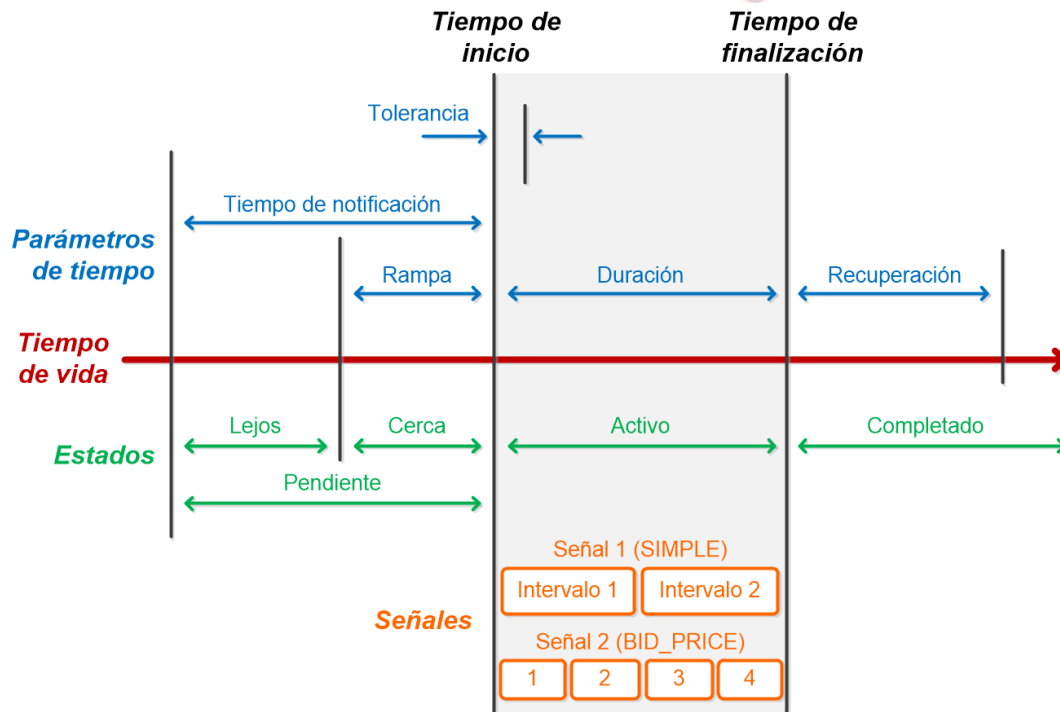 Tiempo de
inicio
Tiempo de
finalización
Tolerancia
Tiempo de notificación
Parámetros
de tiempo
Rampa
Duración
Recuperación
Tiempo
de vida
Lejos
Cerca
Activo
Completado
Estados
Pendiente
Señal 1 (SIMPLE)
Intervalo 1
Intervalo 2
Señales
Señal 2 (BID_PRICE)
1
2
3
4